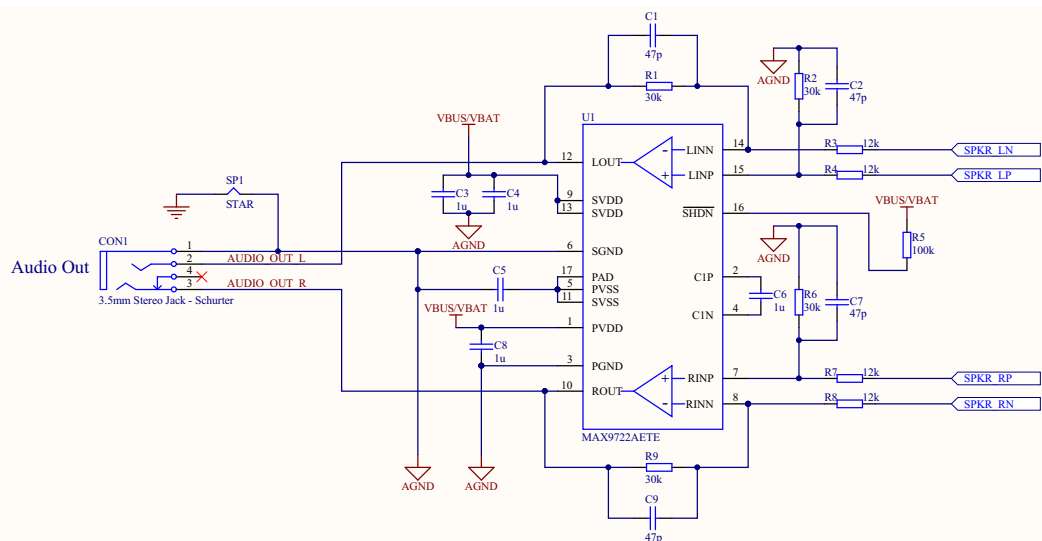 C1
47p
R1
30k
AGND
R2
30k
C2
47p
VBUS/VBAT
U1
12
LOUT
-
+
LINN
LINP
14
15
R3
12k
SPKR_LN
R4
12k
SPKR_LP
SP1
STAR
C3
1u
C4
1u
AGND
9
13
SVDD
SVDD
SHDN
16
VBUS/VBAT
R5
100k
CON1
Audio Out
1
2
4
3
AUDIO_OUT_L
AUDIO_OUT_R
3.5mm Stereo Jack - Schurter
6
SGND
AGND
C5
1u
17
5
11
PAD
PVSS
SVSS
C1P
2
C1N
4
C6
1u
R6
30k
C7
47p
VBUS/VBAT
1
PVDD
C8
1u
3
PGND
10
ROUT
+
-
RINP
RINN
7
8
R7
12k
SPKR_RP
R8
12k
SPKR_RN
MAX9722AETE
AGND
AGND
R9
30k
C9
47p